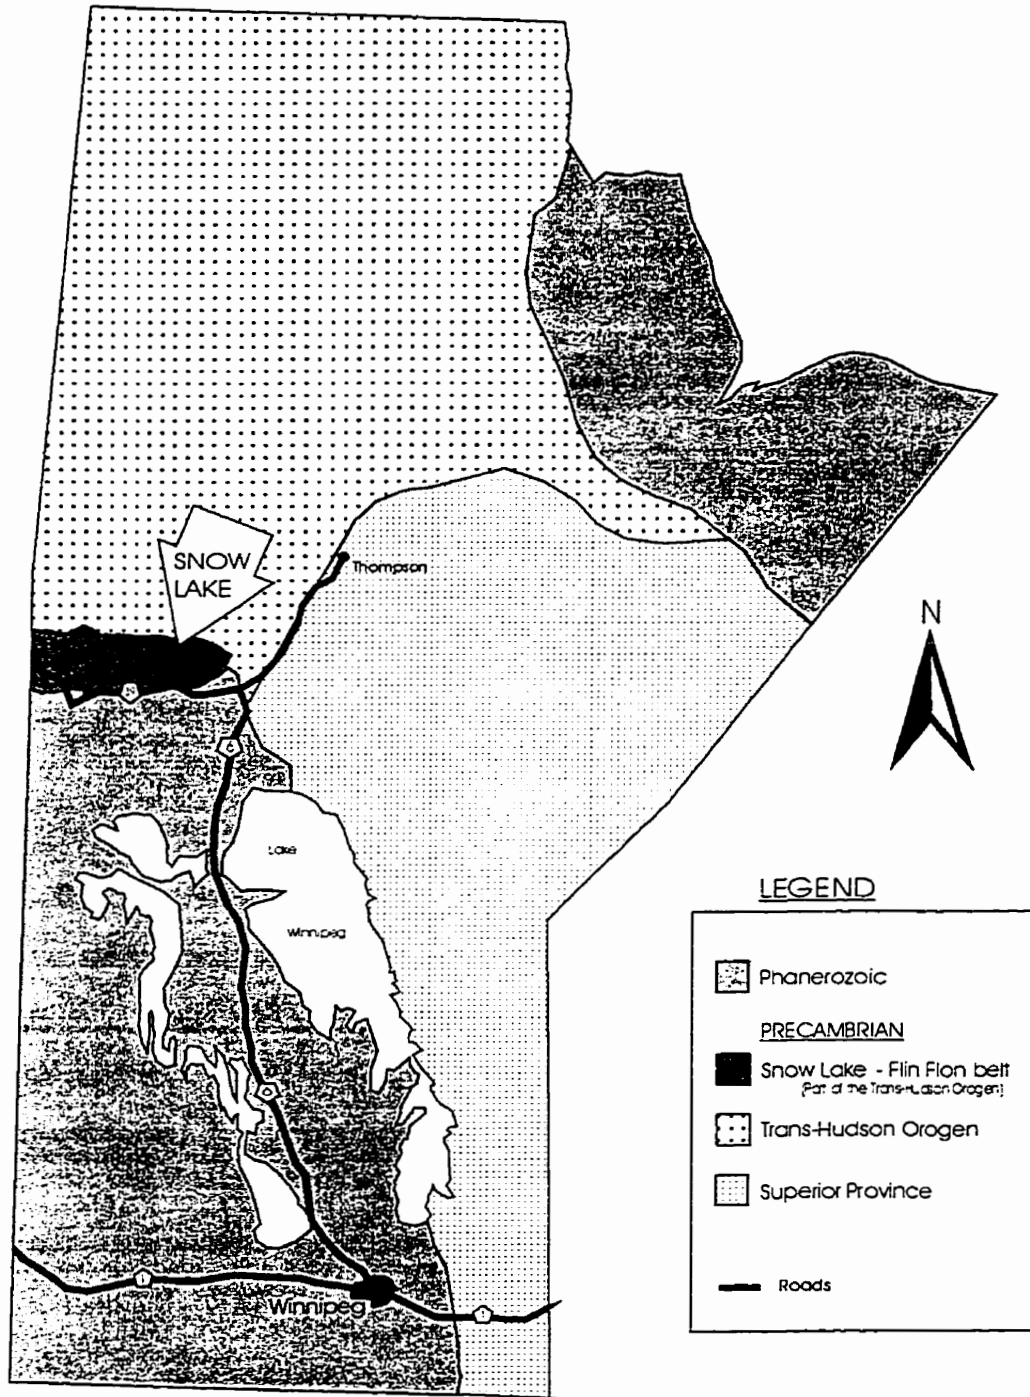 SNOW
LAKE
Thompson
N
39
6
Lake
Winnipeg
6
1
Winnipeg
1
LEGEND
Phanerozoic
PRECAMBRIAN
Snow Lake - Flin Flon belt
(Part of the Trans-Hudson Orogen)
Trans-Hudson Orogen
Superior Province
Roads